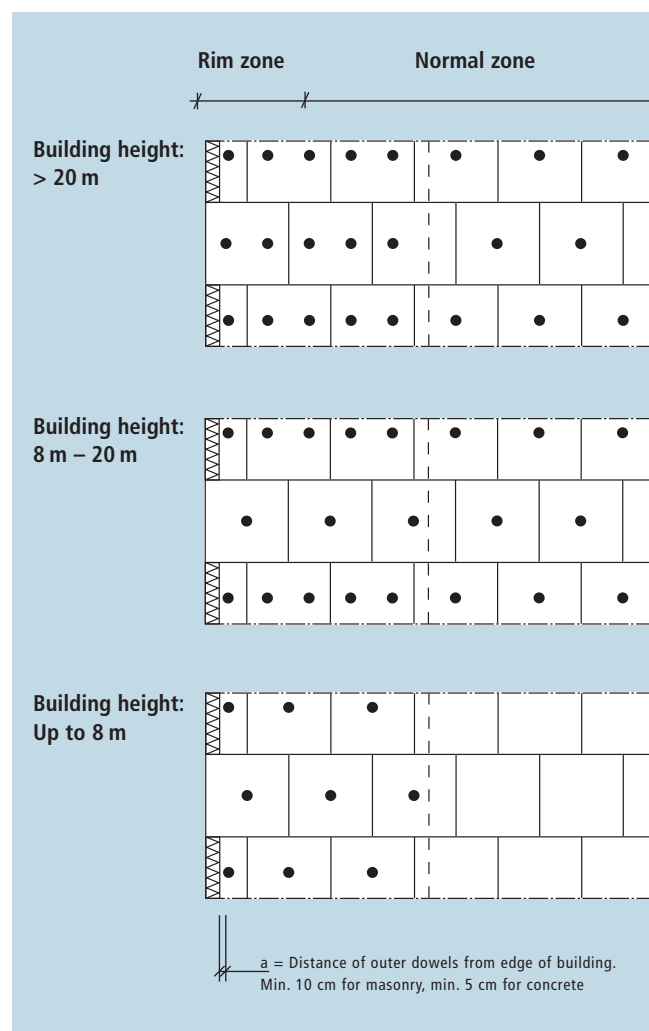 Rim zone
Normal zone
Building height:
> 20 m
Building height:
8 m – 20 m
Building height:
Up to 8 m
a = Distance of outer dowels from edge of building.
Min. 10 cm for masonry, min. 5 cm for concrete